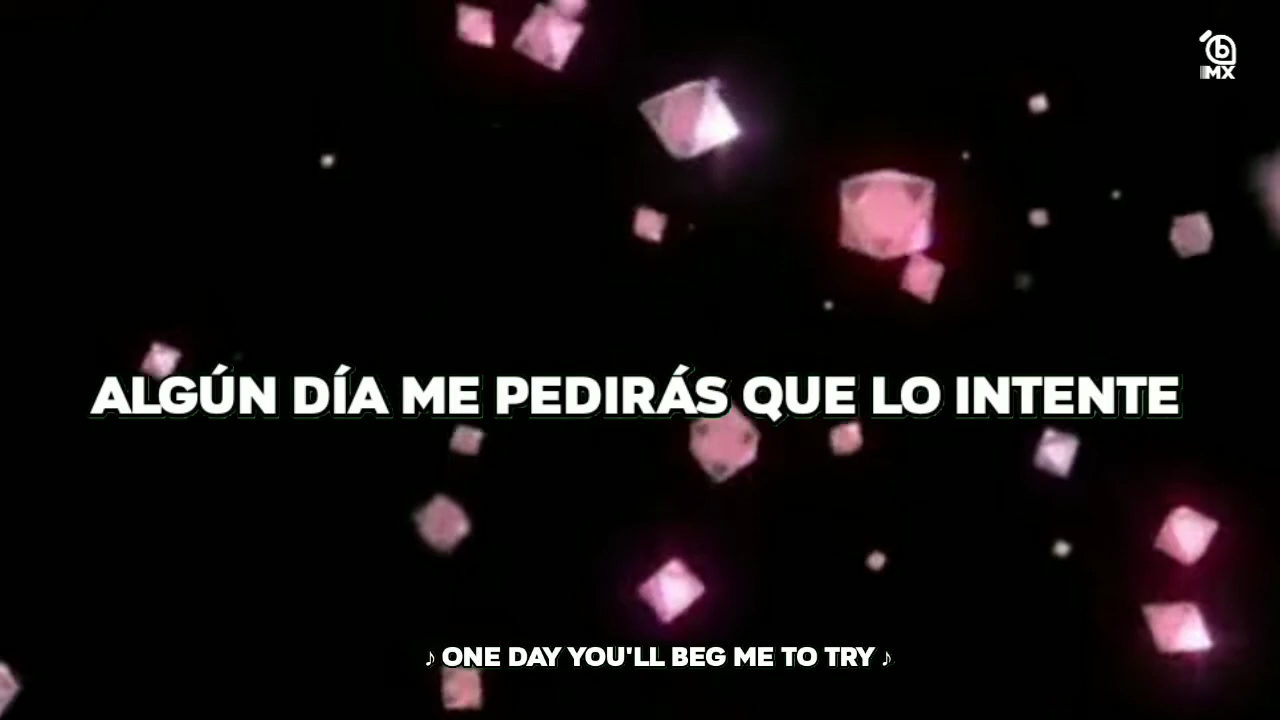 b
MX
ALGÚN DÍA ME PEDIRÁS QUE LO INTENTE
♪ ONE DAY YOU'LL BEG ME TO TRY ♪